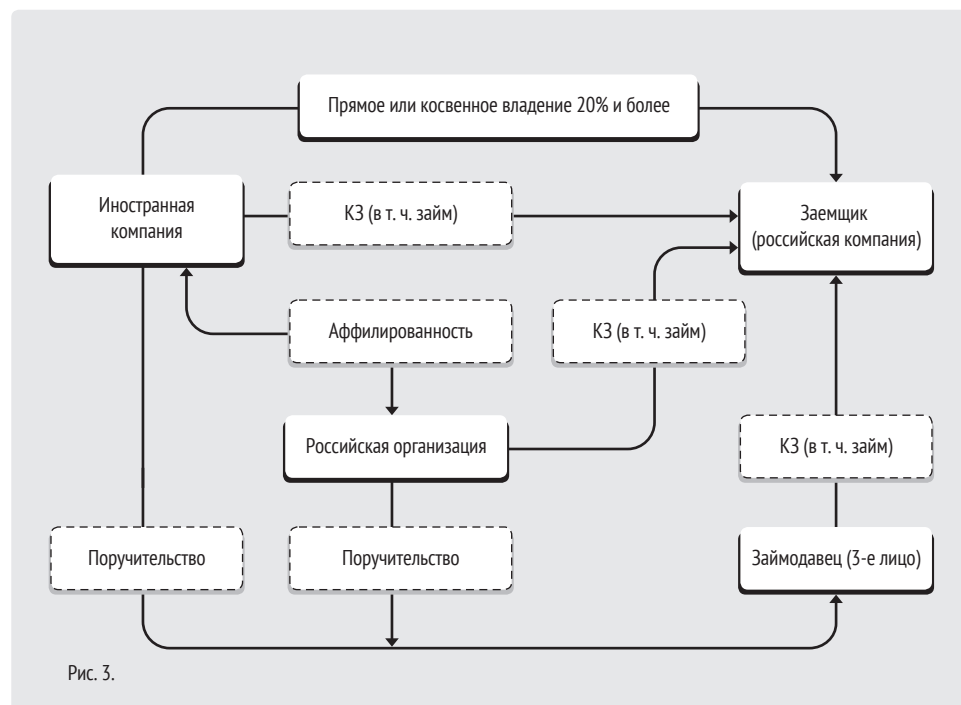 Прямое или косвенное владение 20% и более
Иностранная
компания
КЗ (в т. ч. займ)
Заемщик
(российская компания)
Аффилированность
КЗ (в т. ч. займ)
Российская организация
КЗ (в т. ч. займ)
Поручительство
Поручительство
Займодавец (3-е лицо)
Рис. 3.